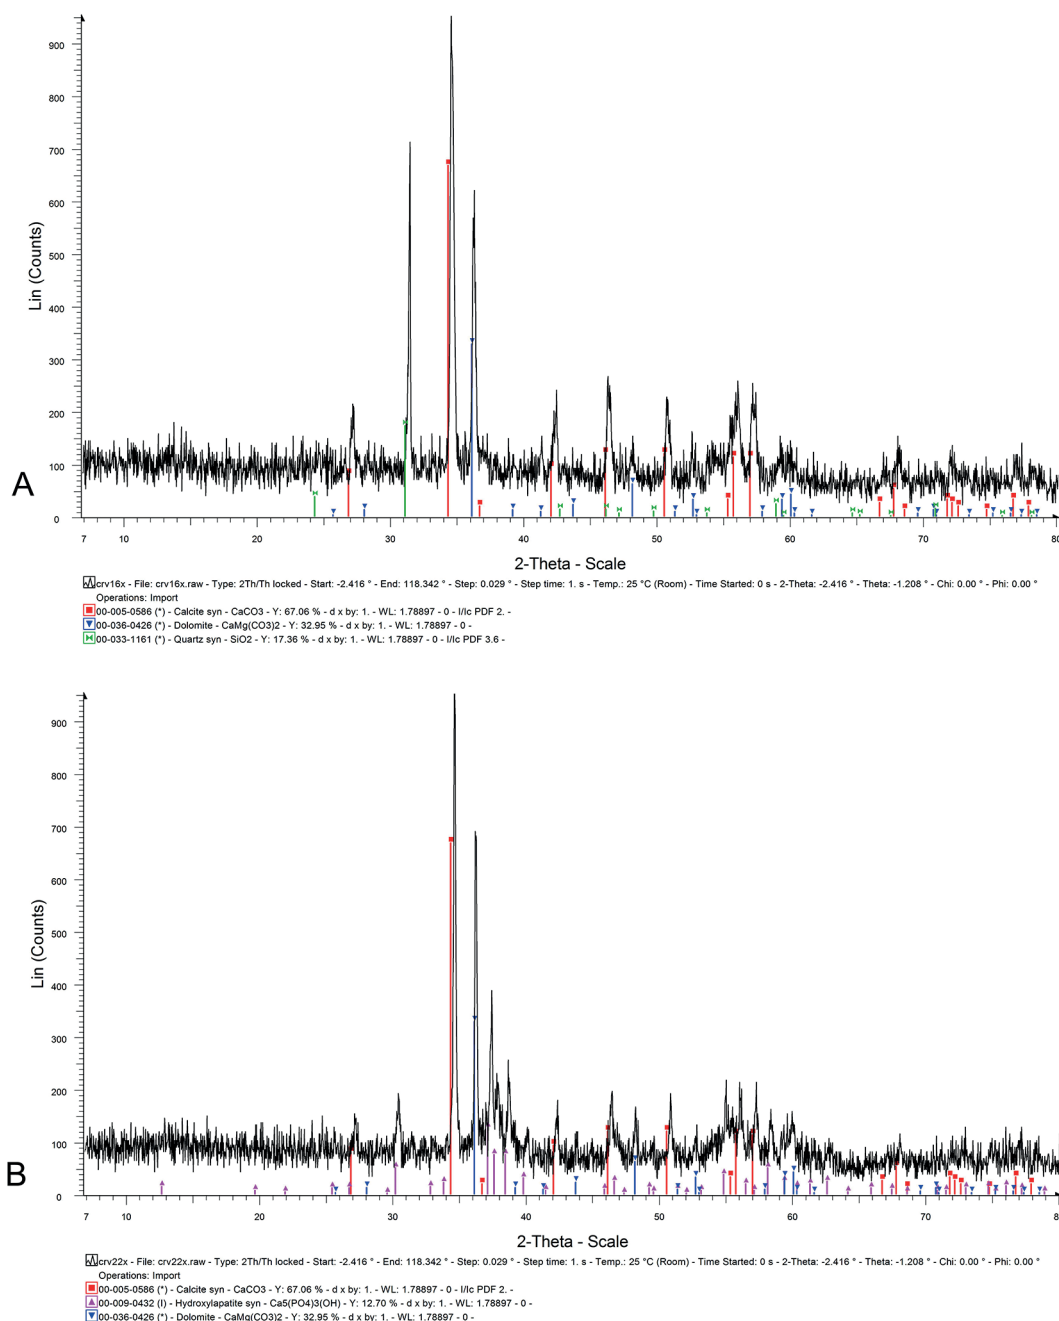 900
800
700
600
500
400
300
200
100
0
Lin (Counts)
A
7 10 20 30 40 50 60 70 80
2-Theta - Scale
crv16x - File: crv16x.raw - Type: 2Th/Th locked - Start: -2.416 ° - End: 118.342 ° - Step: 0.029 ° - Step time: 1. s - Temp.: 25 °C (Room) - Time Started: 0 s - 2-Theta: -2.416 ° - Theta: -1.208 ° - Chi: 0.00 ° - Phi: 0.00 °
Operations: Import
00-005-0586 (*) - Calcite syn - CaCO3 - Y: 67.06 % - d x by: 1. - WL: 1.78897 - 0 - I/Ic PDF 2. -
00-036-0426 (*) - Dolomite - CaMg(CO3)2 - Y: 32.95 % - d x by: 1. - WL: 1.78897 - 0 -
00-033-1161 (*) - Quartz syn - SiO2 - Y: 17.36 % - d x by: 1. - WL: 1.78897 - 0 - I/Ic PDF 3.6 -
900
800
700
600
500
400
300
200
100
0
Lin (Counts)
B
7 10 20 30 40 50 60 70 80
2-Theta - Scale
crv22x - File: crv22x.raw - Type: 2Th/Th locked - Start: -2.416 ° - End: 118.342 ° - Step: 0.029 ° - Step time: 1. s - Temp.: 25 °C (Room) - Time Started: 0 s - 2-Theta: -2.416 ° - Theta: -1.208 ° - Chi: 0.00 ° - Phi: 0.00 °
Operations: Import
00-005-0586 (*) - Calcite syn - CaCO3 - Y: 67.06 % - d x by: 1. - WL: 1.78897 - 0 - I/Ic PDF 2. -
00-009-0432 (I) - Hydroxylapatite syn - Ca5(PO4)3(OH) - Y: 12.70 % - d x by: 1. - WL: 1.78897 - 0 -
00-036-0426 (*) - Dolomite - CaMg(CO3)2 - Y: 32.95 % - d x by: 1. - WL: 1.78897 - 0 -